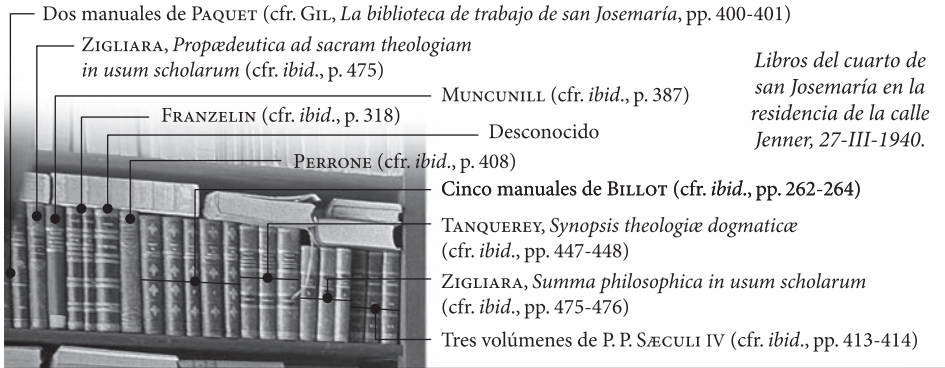 Dos manuales de PAQUET (cfr. GIL, La biblioteca de trabajo de san Josemaría, pp. 400-401)
ZIGLIARA, Propædeutica ad sacram theologiam
in usum scholarum (cfr. ibid., p. 475)
MUNCUNILL (cfr. ibid., p. 387)
FRANZELIN (cfr. ibid., p. 318)
Desconocido
PERRONE (cfr. ibid., p. 408)
Libros del cuarto de
san Josemaría en la
residencia de la calle
Jenner, 27-III-1940.
Cinco manuales de BILLOT (cfr. ibid., pp. 262-264)
TANQUEREY, Synopsis theologiæ dogmaticæ
(cfr. ibid., pp. 447-448)
ZIGLIARA, Summa philosophica in usum scholarum
(cfr. ibid., pp. 475-476)
Tres volúmenes de P. P. SÆCULI IV (cfr. ibid., pp. 413-414)